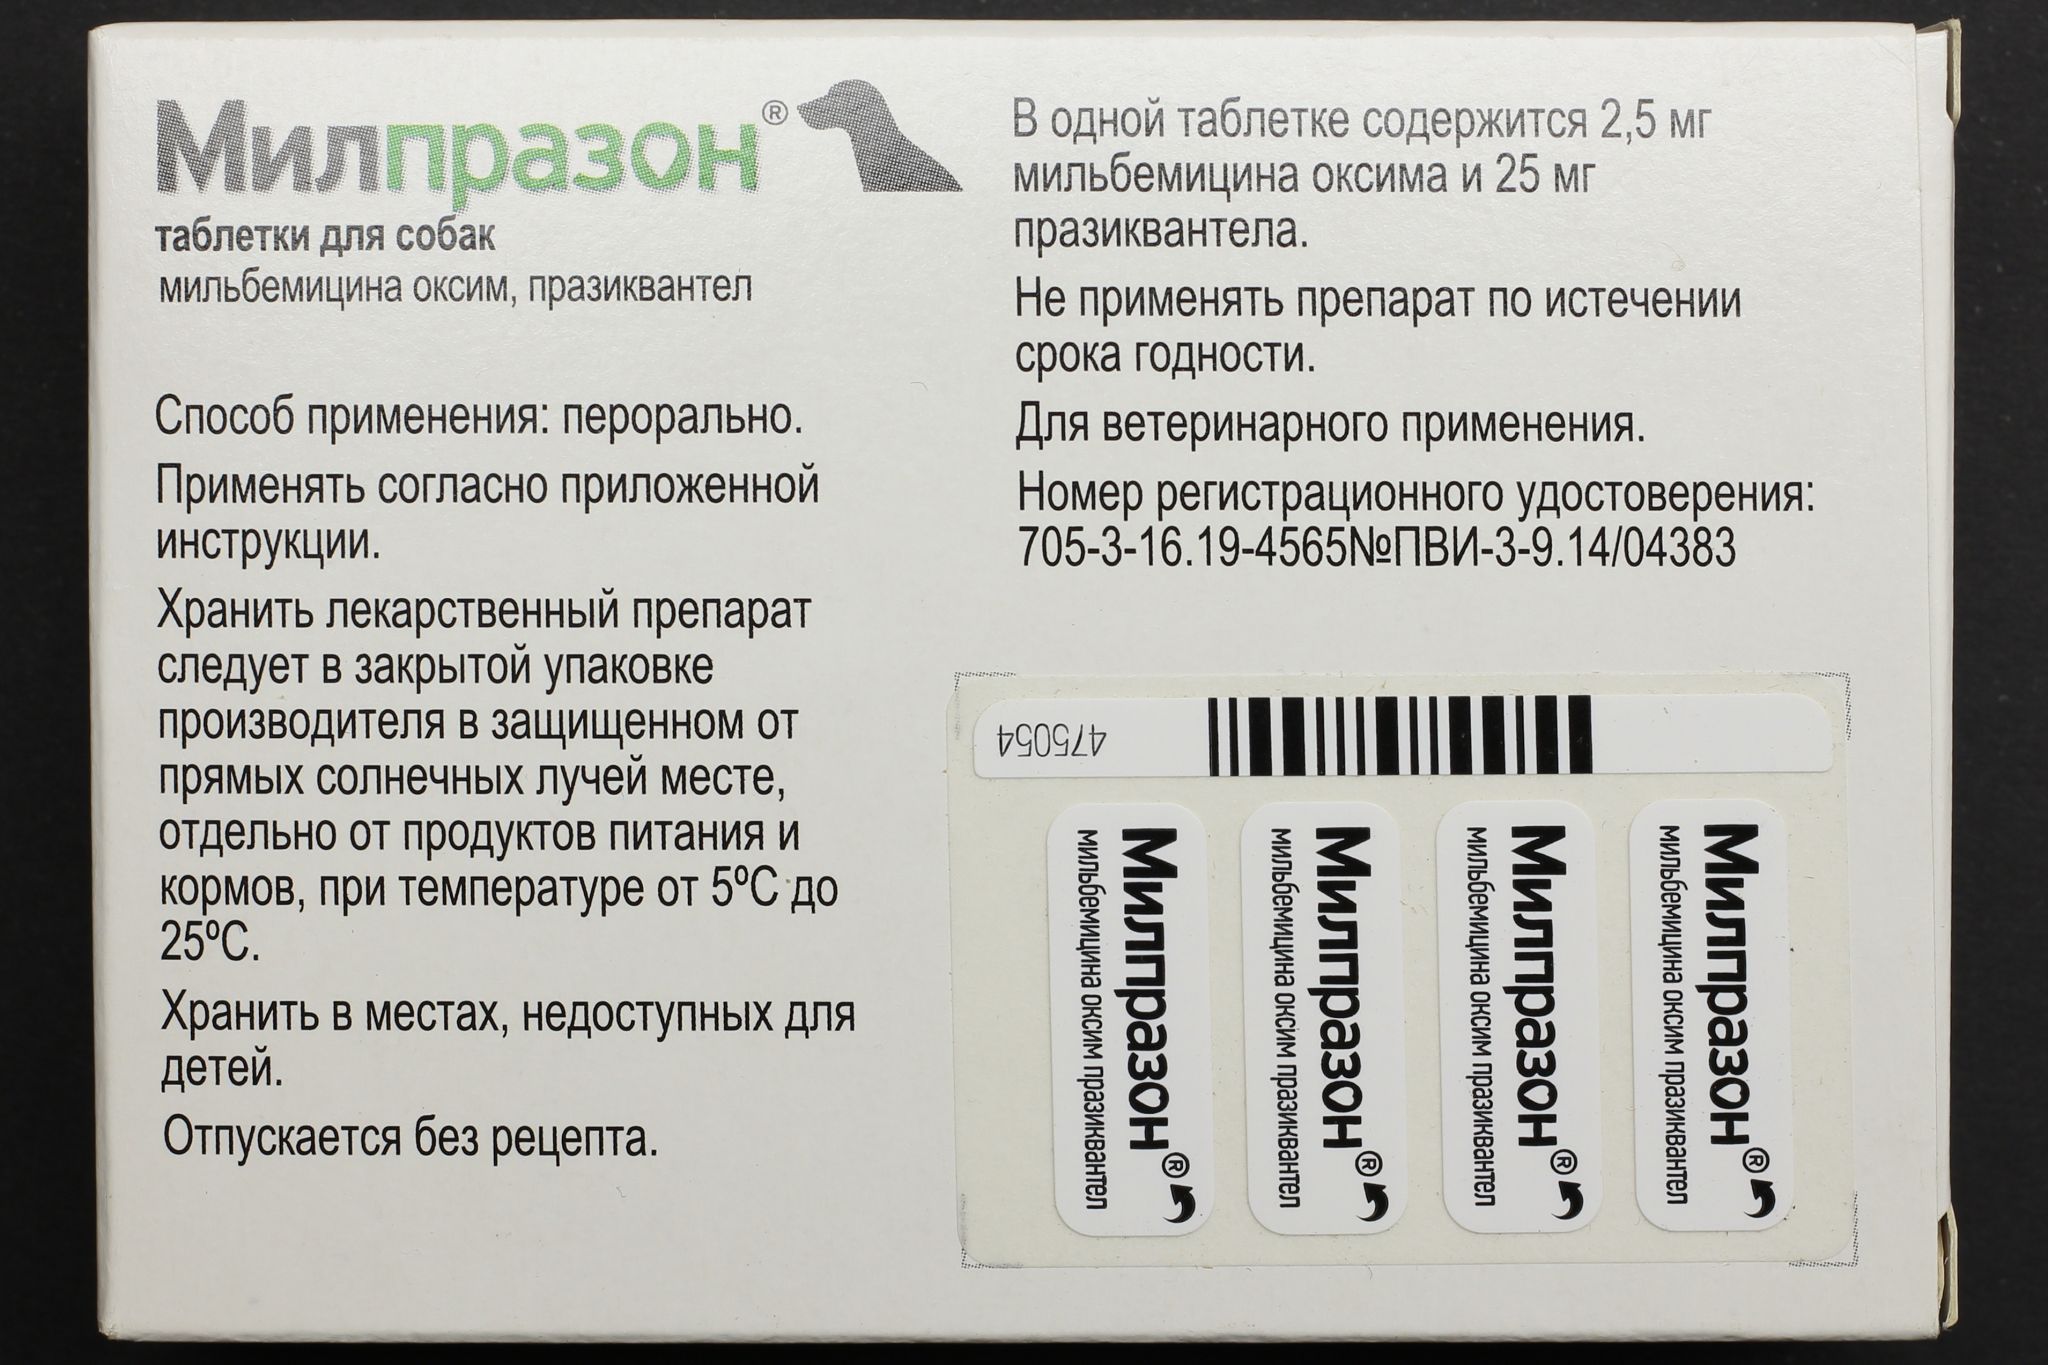 Милпразон®
таблетки для собак
мильбемицина оксим, празиквантел
Способ применения: перорально.
Применять согласно приложенной
инструкции.
Хранить лекарственный препарат
следует в закрытой упаковке
производителя в защищенном от
прямых солнечных лучей месте,
отдельно от продуктов питания и
кормов, при температуре от 5ºС до
25ºС.
Хранить в местах, недоступных для
детей.
Отпускается без рецепта.
В одной таблетке содержится 2,5 мг
мильбемицина оксима и 25 мг
празиквантела.
Не применять препарат по истечении
срока годности.
Для ветеринарного применения.
Номер регистрационного удостоверения:
705-3-16.19-4565№ПВИ-3-9.14/04383
475054
Милпразон®
мильбемицина оксим празиквантел
Милпразон®
мильбемицина оксим празиквантел
Милпразон®
мильбемицина оксим празиквантел
Милпразон®
мильбемицина оксим празиквантел